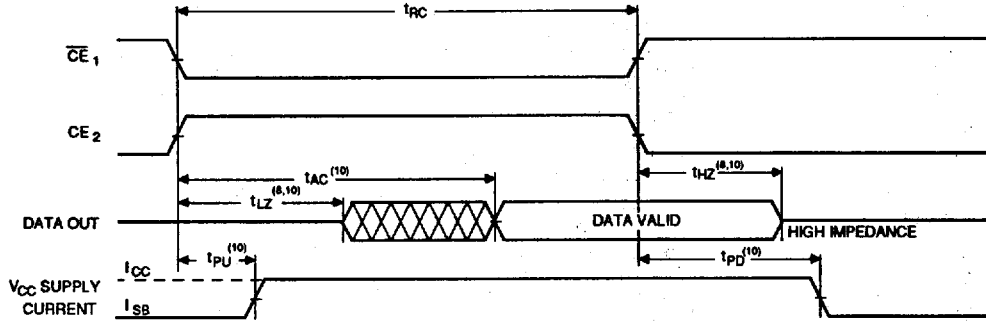 tRC
CE1
CE2
tAC(10)
tHZ(8,10)
tLZ(8,10)
DATA OUT
DATA VALID
HIGH IMPEDANCE
tPU(10)
tPD(10)
ICC
VCC SUPPLY
CURRENT
ISB